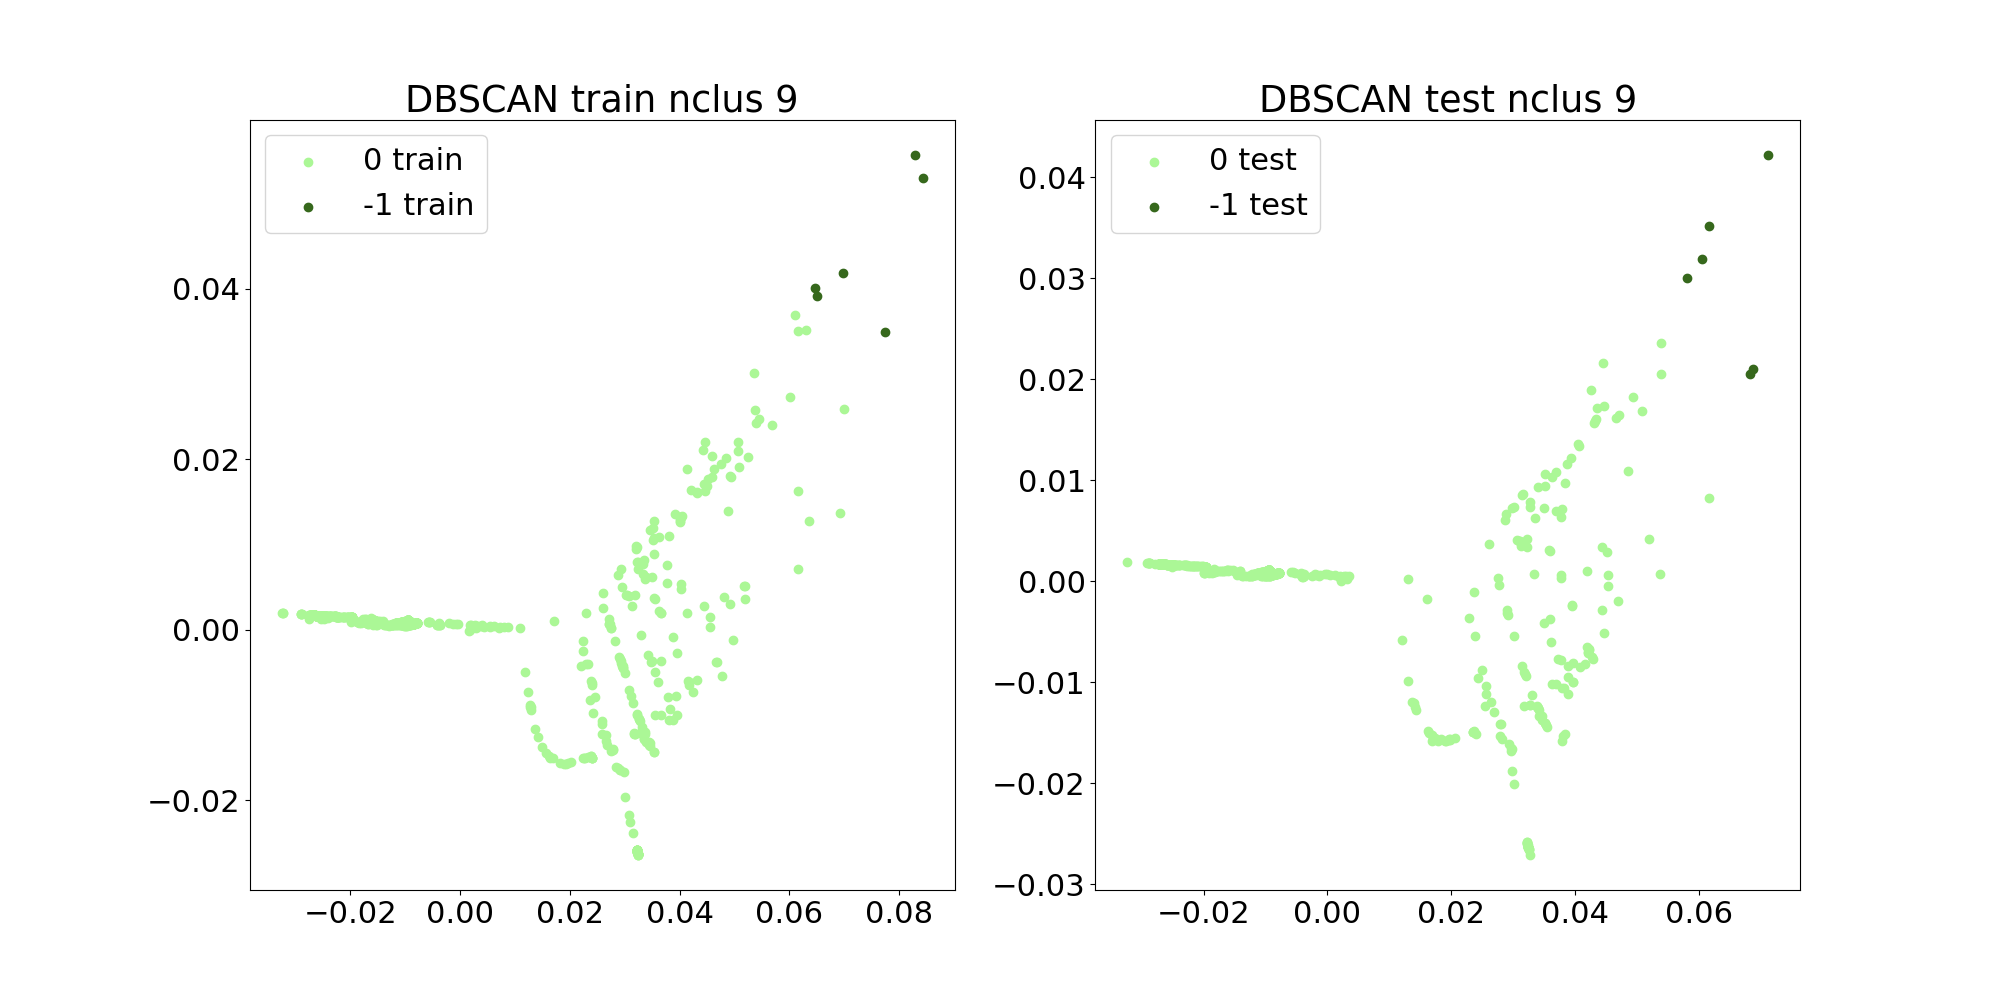 DBSCAN train nclus 9
0 train
-1 train
0.04
0.02
0.00
−0.02
−0.02 0.00 0.02 0.04 0.06 0.08
DBSCAN test nclus 9
0 test
-1 test
0.04
0.03
0.02
0.01
0.00
−0.01
−0.02
−0.03
−0.02 0.00 0.02 0.04 0.06